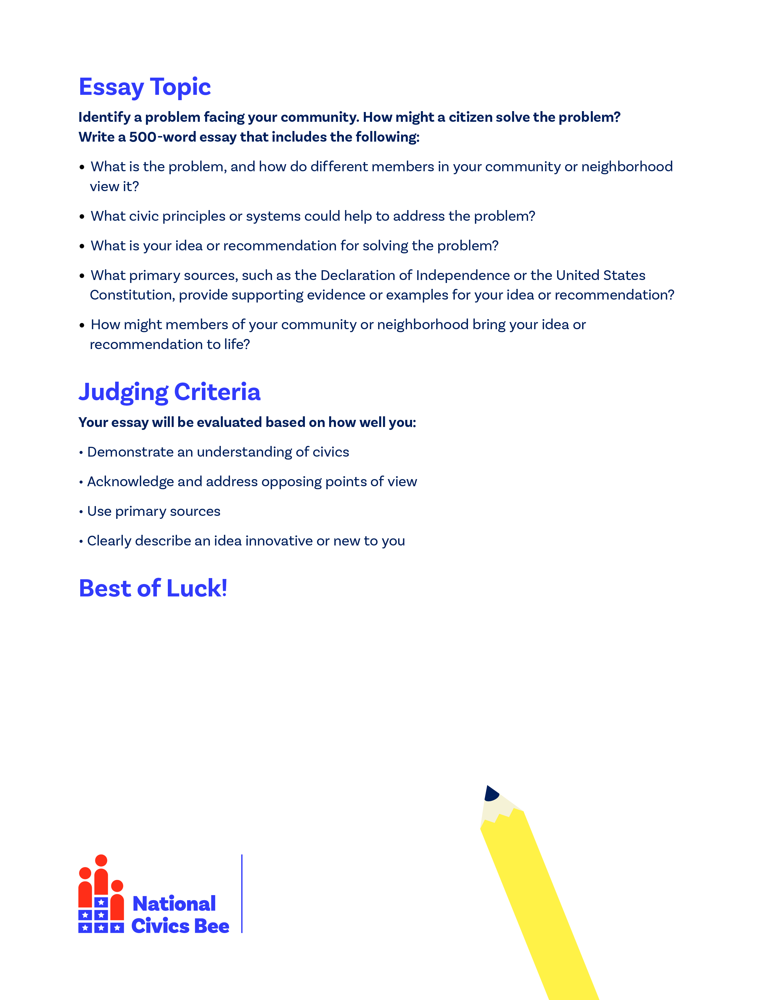 Essay Topic
Identify a problem facing your community. How might a citizen solve the problem?
Write a 500-word essay that includes the following:
• What is the problem, and how do different members in your community or neighborhood
view it?
• What civic principles or systems could help to address the problem?
• What is your idea or recommendation for solving the problem?
• What primary sources, such as the Declaration of Independence or the United States
Constitution, provide supporting evidence or examples for your idea or recommendation?
• How might members of your community or neighborhood bring your idea or
recommendation to life?
Judging Criteria
Your essay will be evaluated based on how well you:
• Demonstrate an understanding of civics
• Acknowledge and address opposing points of view
• Use primary sources
• Clearly describe an idea innovative or new to you
Best of Luck!
National
Civics Bee